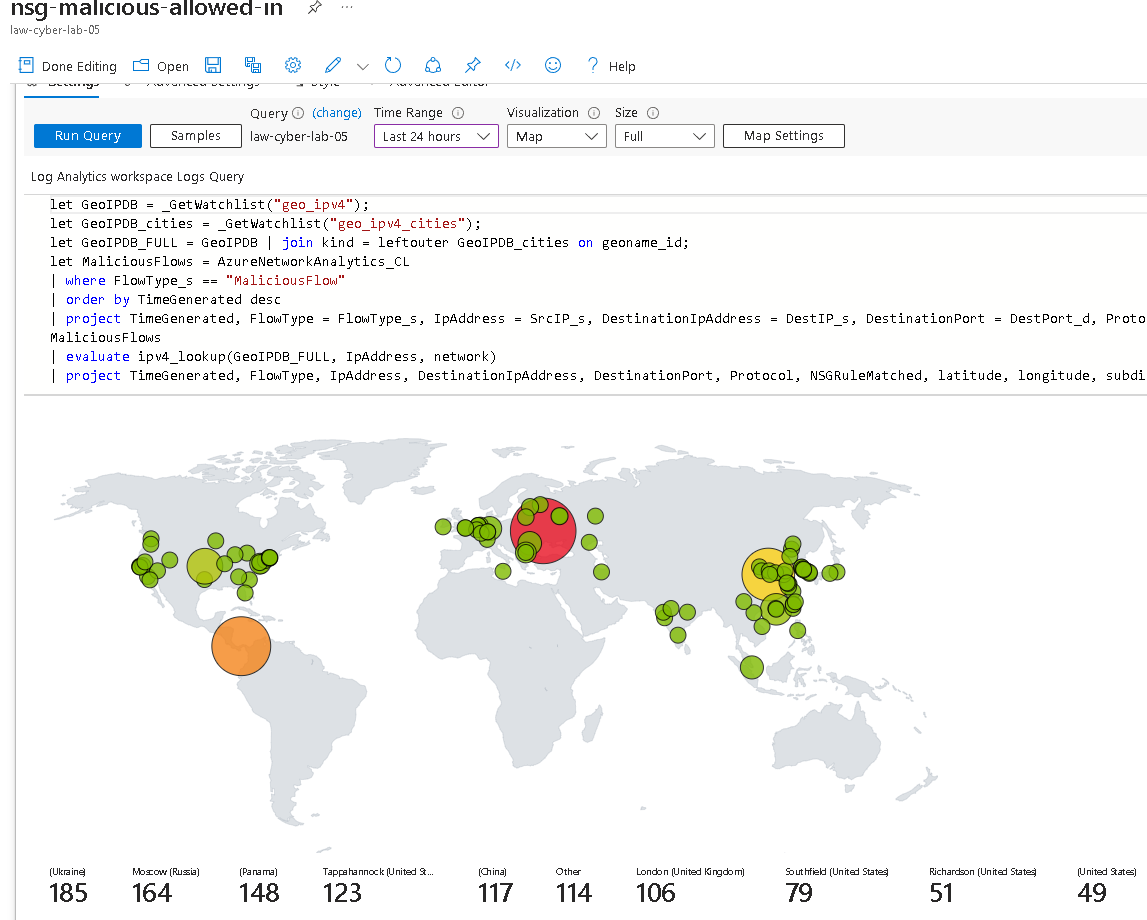 nsg-malicious-allowed-in
law-cyber-lab-05
Done Editing Open Help
Settings Advanced Settings Style Advanced Editor
Query (change) Time Range Visualization Size
Run Query Samples law-cyber-lab-05 Last 24 hours Map Full Map Settings
Log Analytics workspace Logs Query
let GeoIPDB = _GetWatchlist("geo_ipv4");
let GeoIPDB_cities = _GetWatchlist("geo_ipv4_cities");
let GeoIPDB_FULL = GeoIPDB | join kind = leftouter GeoIPDB_cities on geoname_id;
let MaliciousFlows = AzureNetworkAnalytics_CL
| where FlowType_s == "MaliciousFlow"
| order by TimeGenerated desc
| project TimeGenerated, FlowType = FlowType_s, IpAddress = SrcIP_s, DestinationIpAddress = DestIP_s, DestinationPort = DestPort_d, Proto
MaliciousFlows
| evaluate ipv4_lookup(GeoIPDB_FULL, IpAddress, network)
| project TimeGenerated, FlowType, IpAddress, DestinationIpAddress, DestinationPort, Protocol, NSGRuleMatched, latitude, longitude, subdi
(Ukraine) Moscow (Russia) (Panama) Tappahannock (United St... (China) Other London (United Kingdom) Southfield (United States) Richardson (United States) (United States)
185 164 148 123 117 114 106 79 51 49